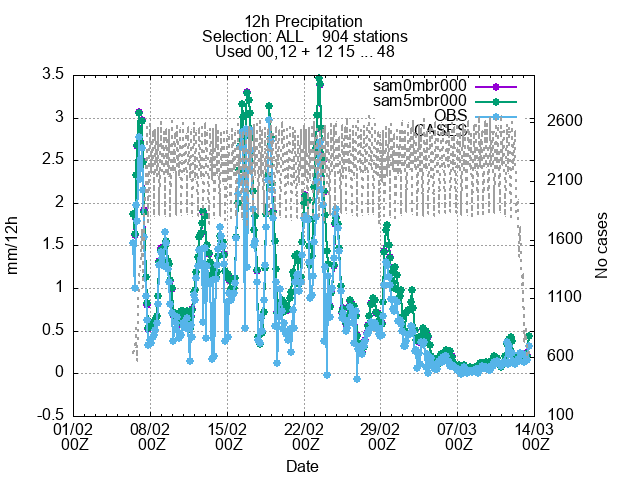 12h Precipitation
Selection: ALL    904 stations
Used 00,12 + 12 15 ... 48
3.5
3
2.5
2
1.5
1
0.5
0
-0.5
mm/12h
sam0mbr000
sam5mbr000
OBS
CASES
2600
2100
1600
1100
600
100
No cases
01/02 08/02 15/02 22/02 29/02 07/03 14/03
00Z 00Z 00Z 00Z 00Z 00Z 00Z
Date